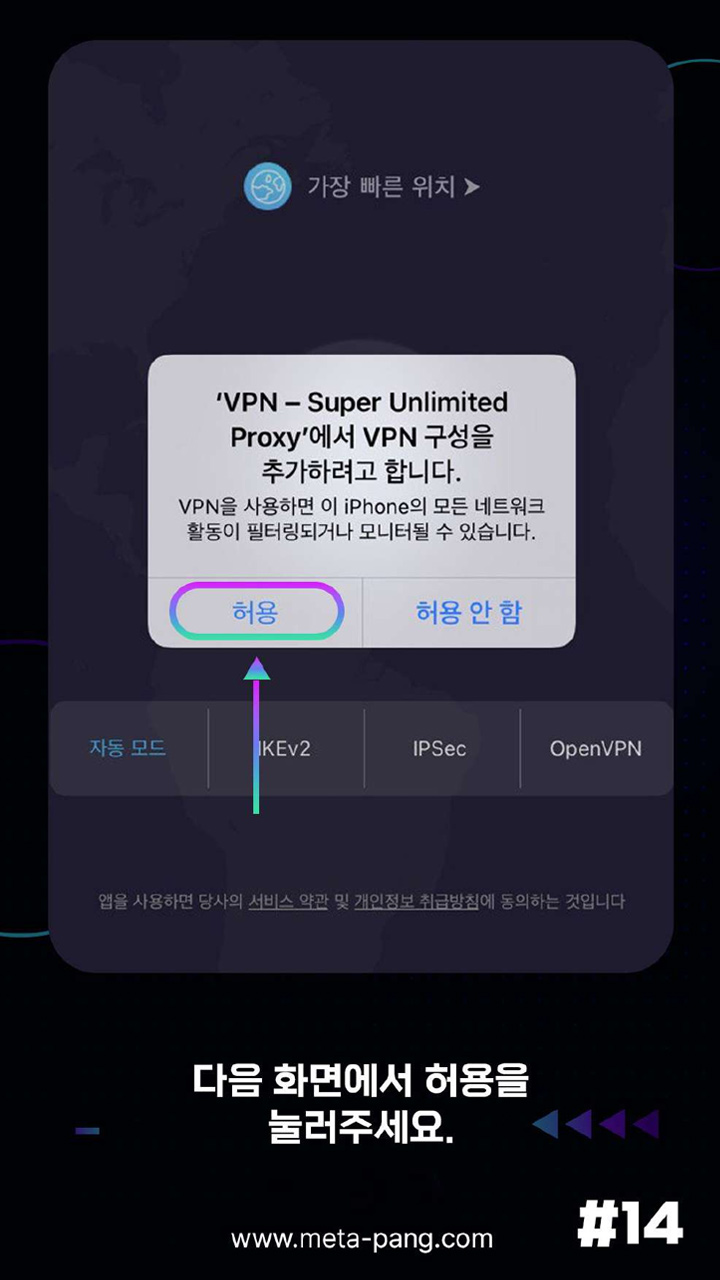 가장 빠른 위치 ➤
‘VPN – Super Unlimited
Proxy’에서 VPN 구성을
추가하려고 합니다.
VPN을 사용하면 이 iPhone의 모든 네트워크
활동이 필터링되거나 모니터될 수 있습니다.
허용 허용 안 함
자동 모드 IKEv2 IPSec OpenVPN
앱을 사용하면 당사의 서비스 약관 및 개인정보 취급방침에 동의하는 것입니다
다음 화면에서 허용을
눌러주세요.
#14
www.meta-pang.com